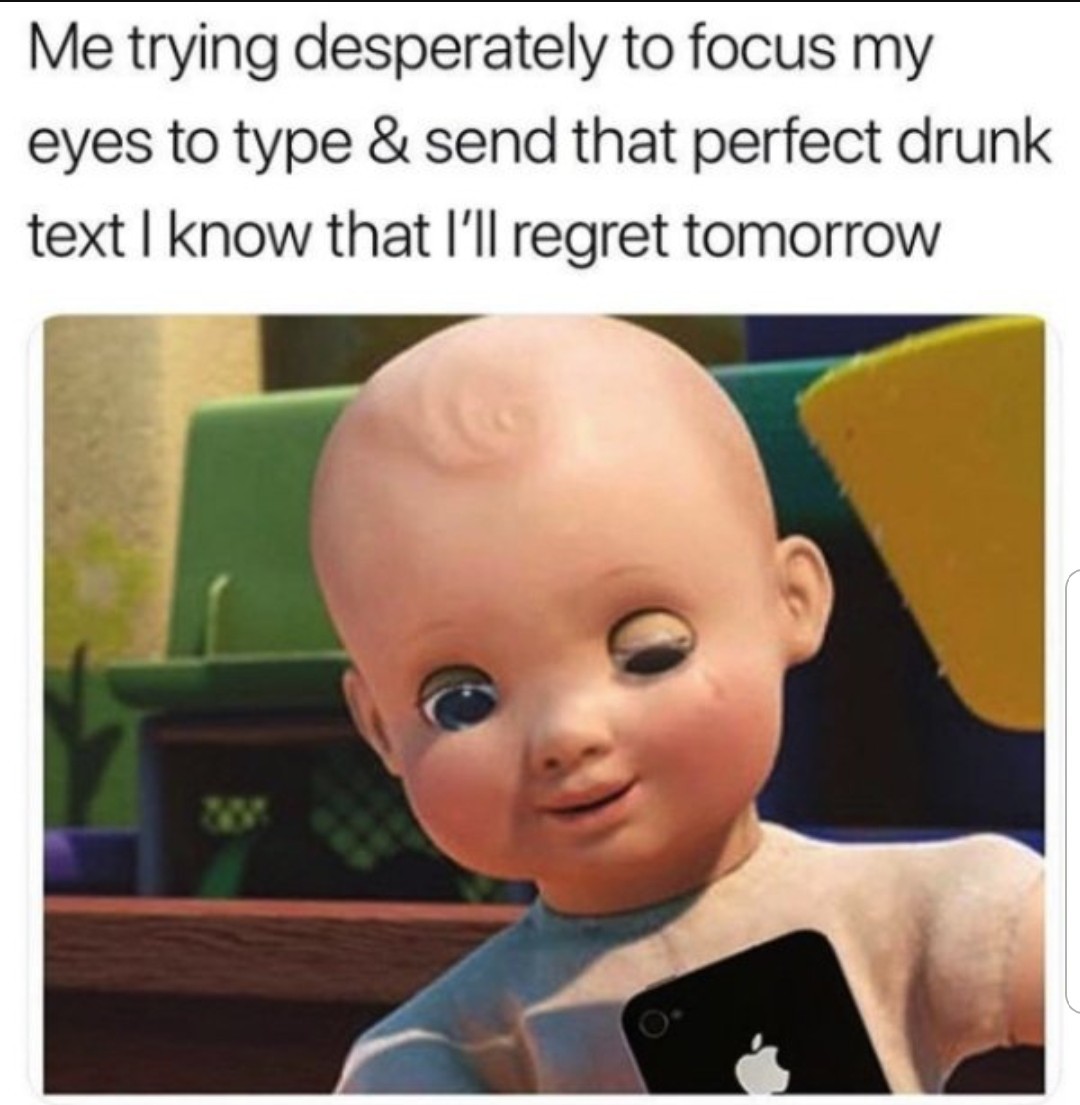 Me trying desperately to focus my
eyes to type & send that perfect drunk
text I know that I’ll regret tomorrow